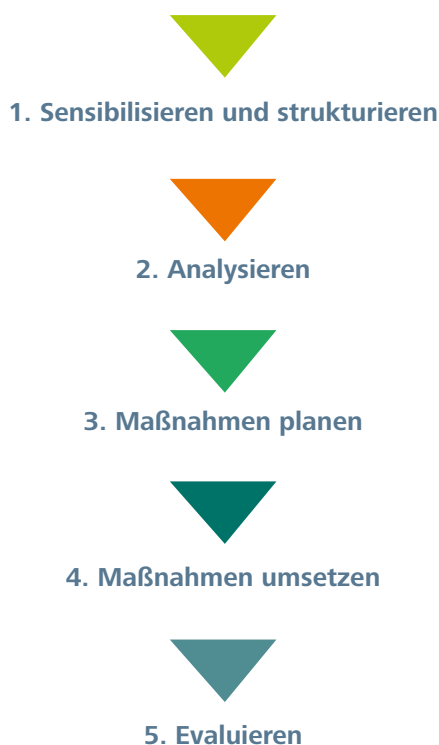 1. Sensibilisieren und strukturieren
2. Analysieren
3. Maßnahmen planen
4. Maßnahmen umsetzen
5. Evaluieren